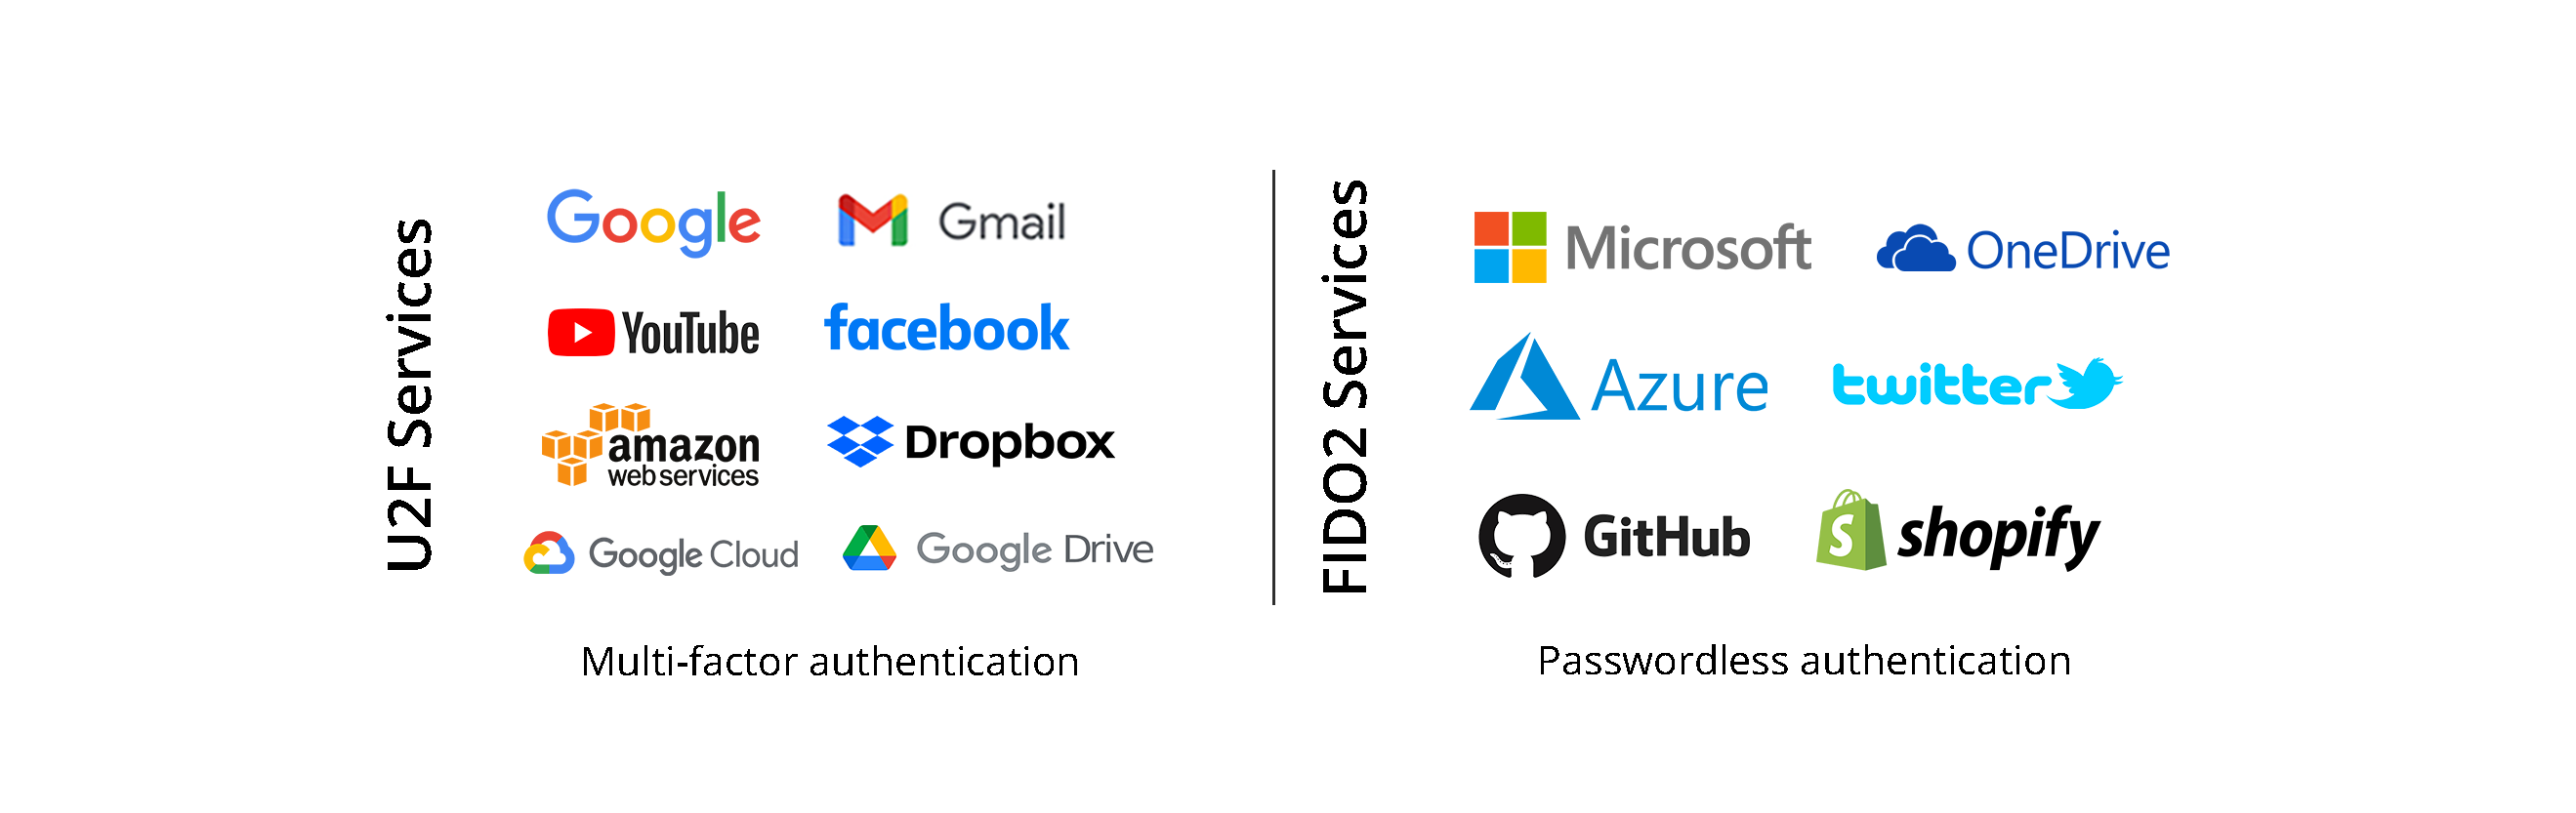 U2F Services
Google
Gmail
YouTube
facebook
amazon
web services
Dropbox
Google Cloud
Google Drive
Multi-factor authentication
FIDO2 Services
Microsoft
OneDrive
Azure
twitter
GitHub
S shopify
Passwordless authentication